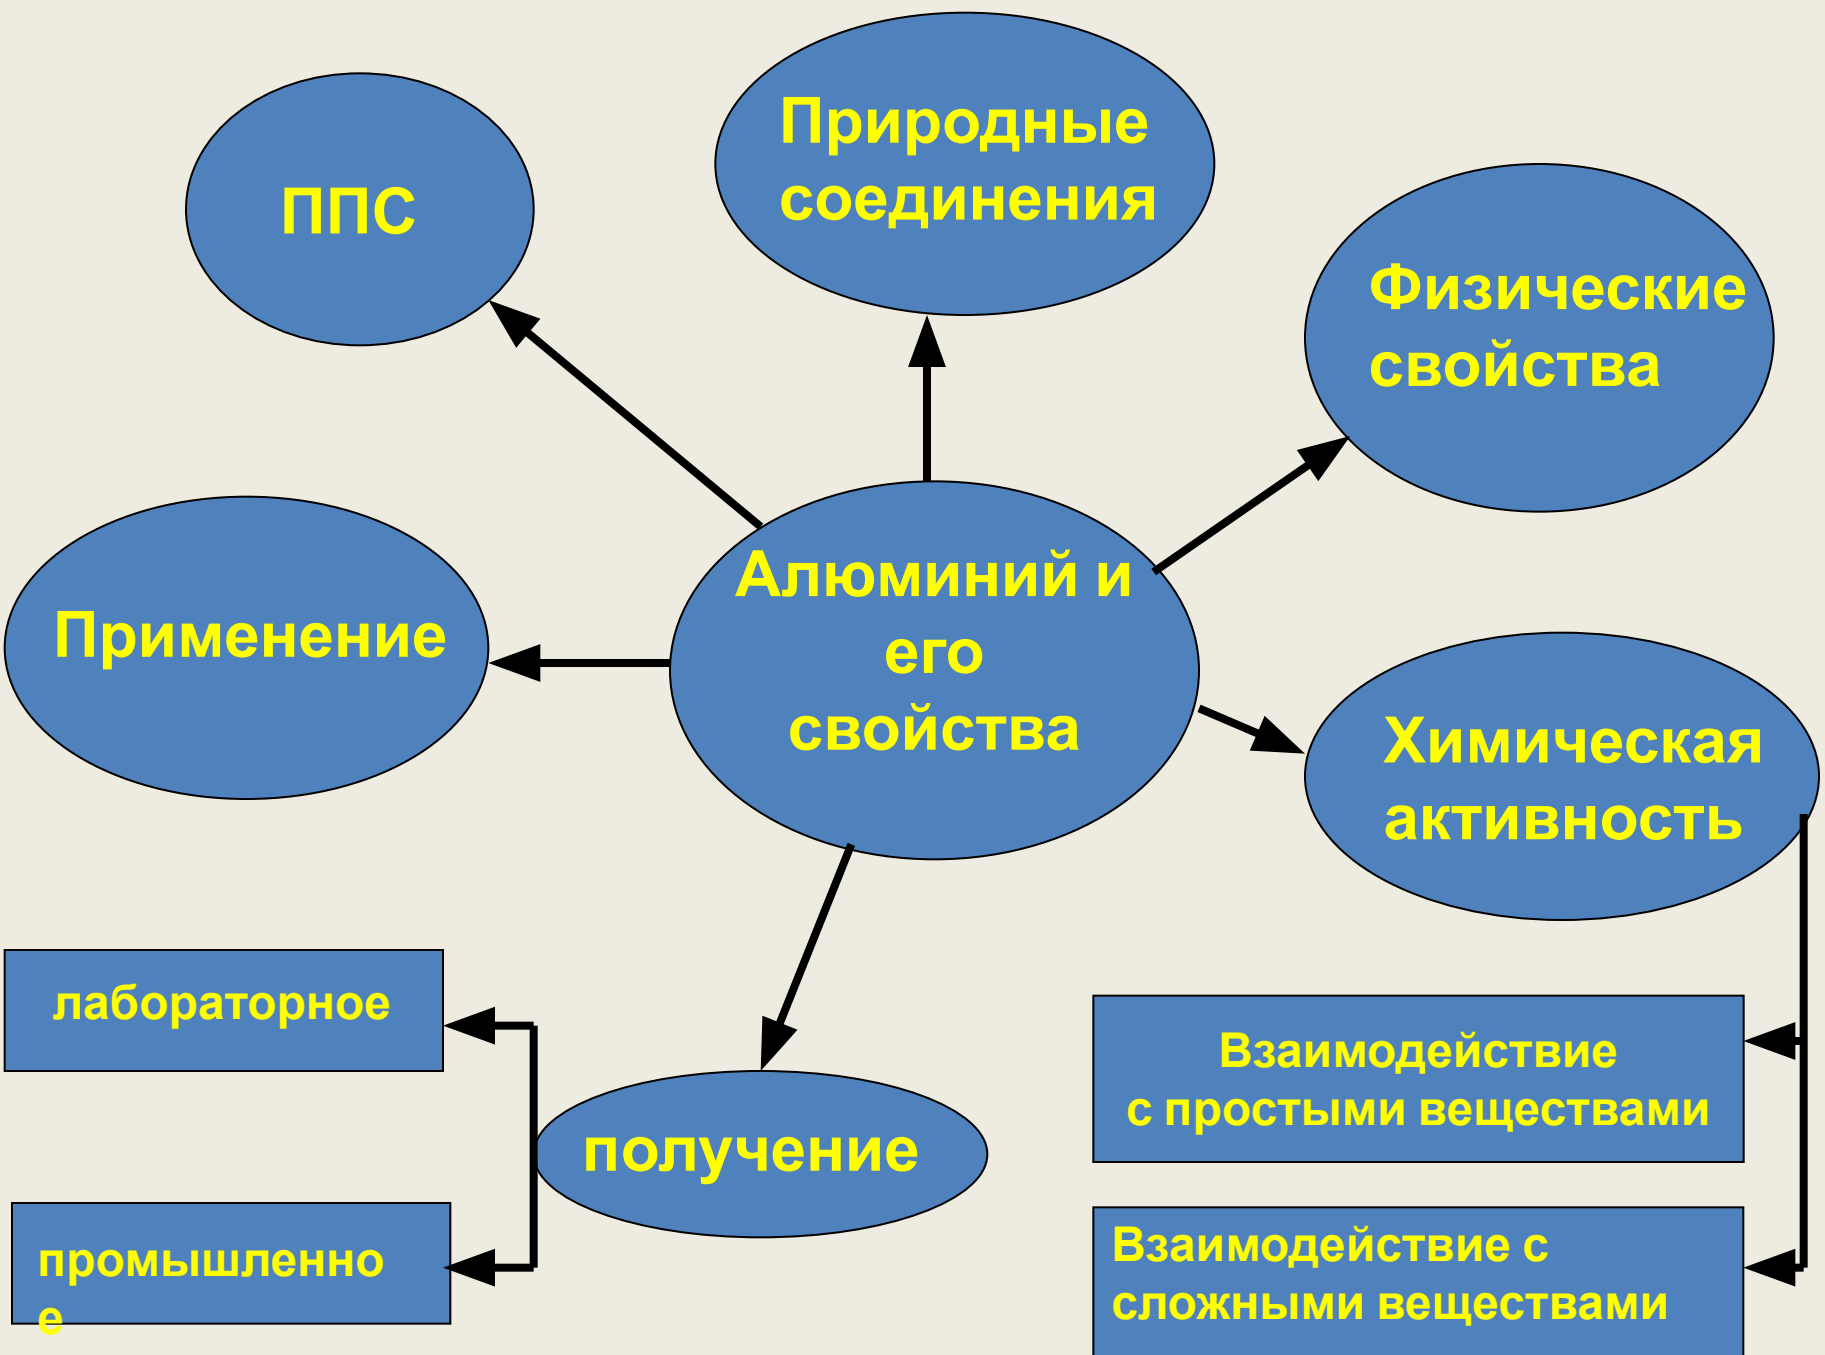 Природные
соединения
ППС
Физические
свойства
Алюминий и
его
свойства
Применение
Химическая
активность
лабораторное
получение
промышленно
е
Взаимодействие
с простыми веществами
Взаимодействие с
сложными веществами